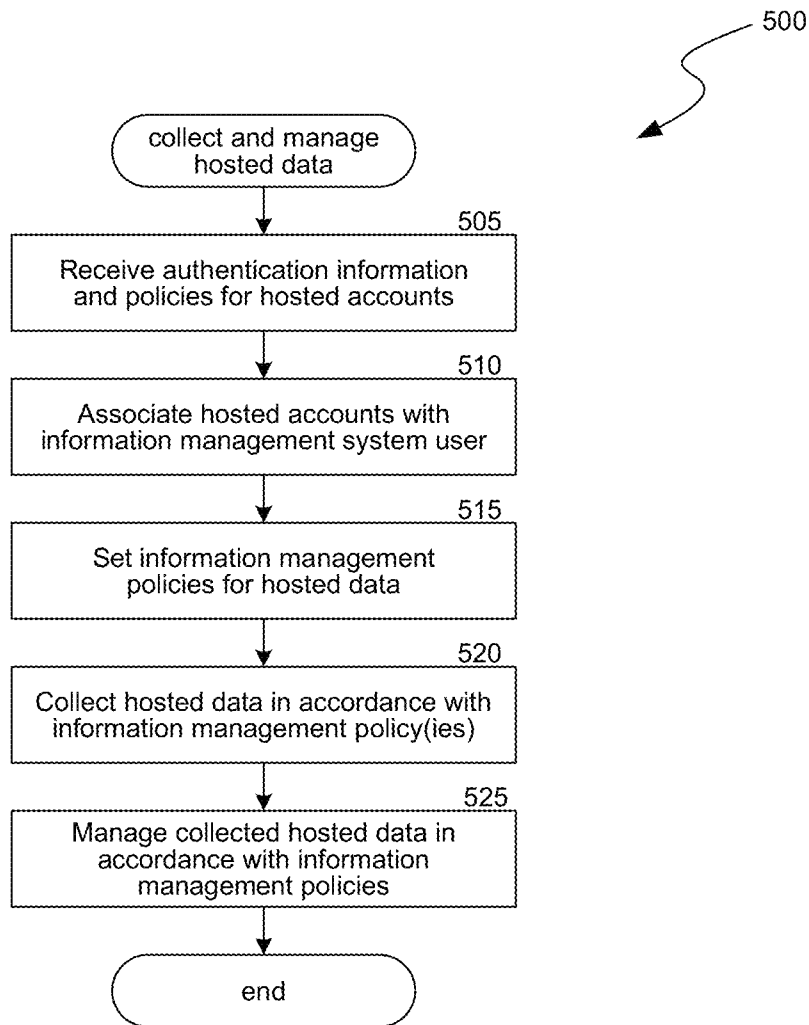 500
collect and manage
hosted data
505
Receive authentication information
and policies for hosted accounts
510
Associate hosted accounts with
information management system user
515
Set information management
policies for hosted data
520
Collect hosted data in accordance with
information management policy(ies)
525
Manage collected hosted data in
accordance with information
management policies
end